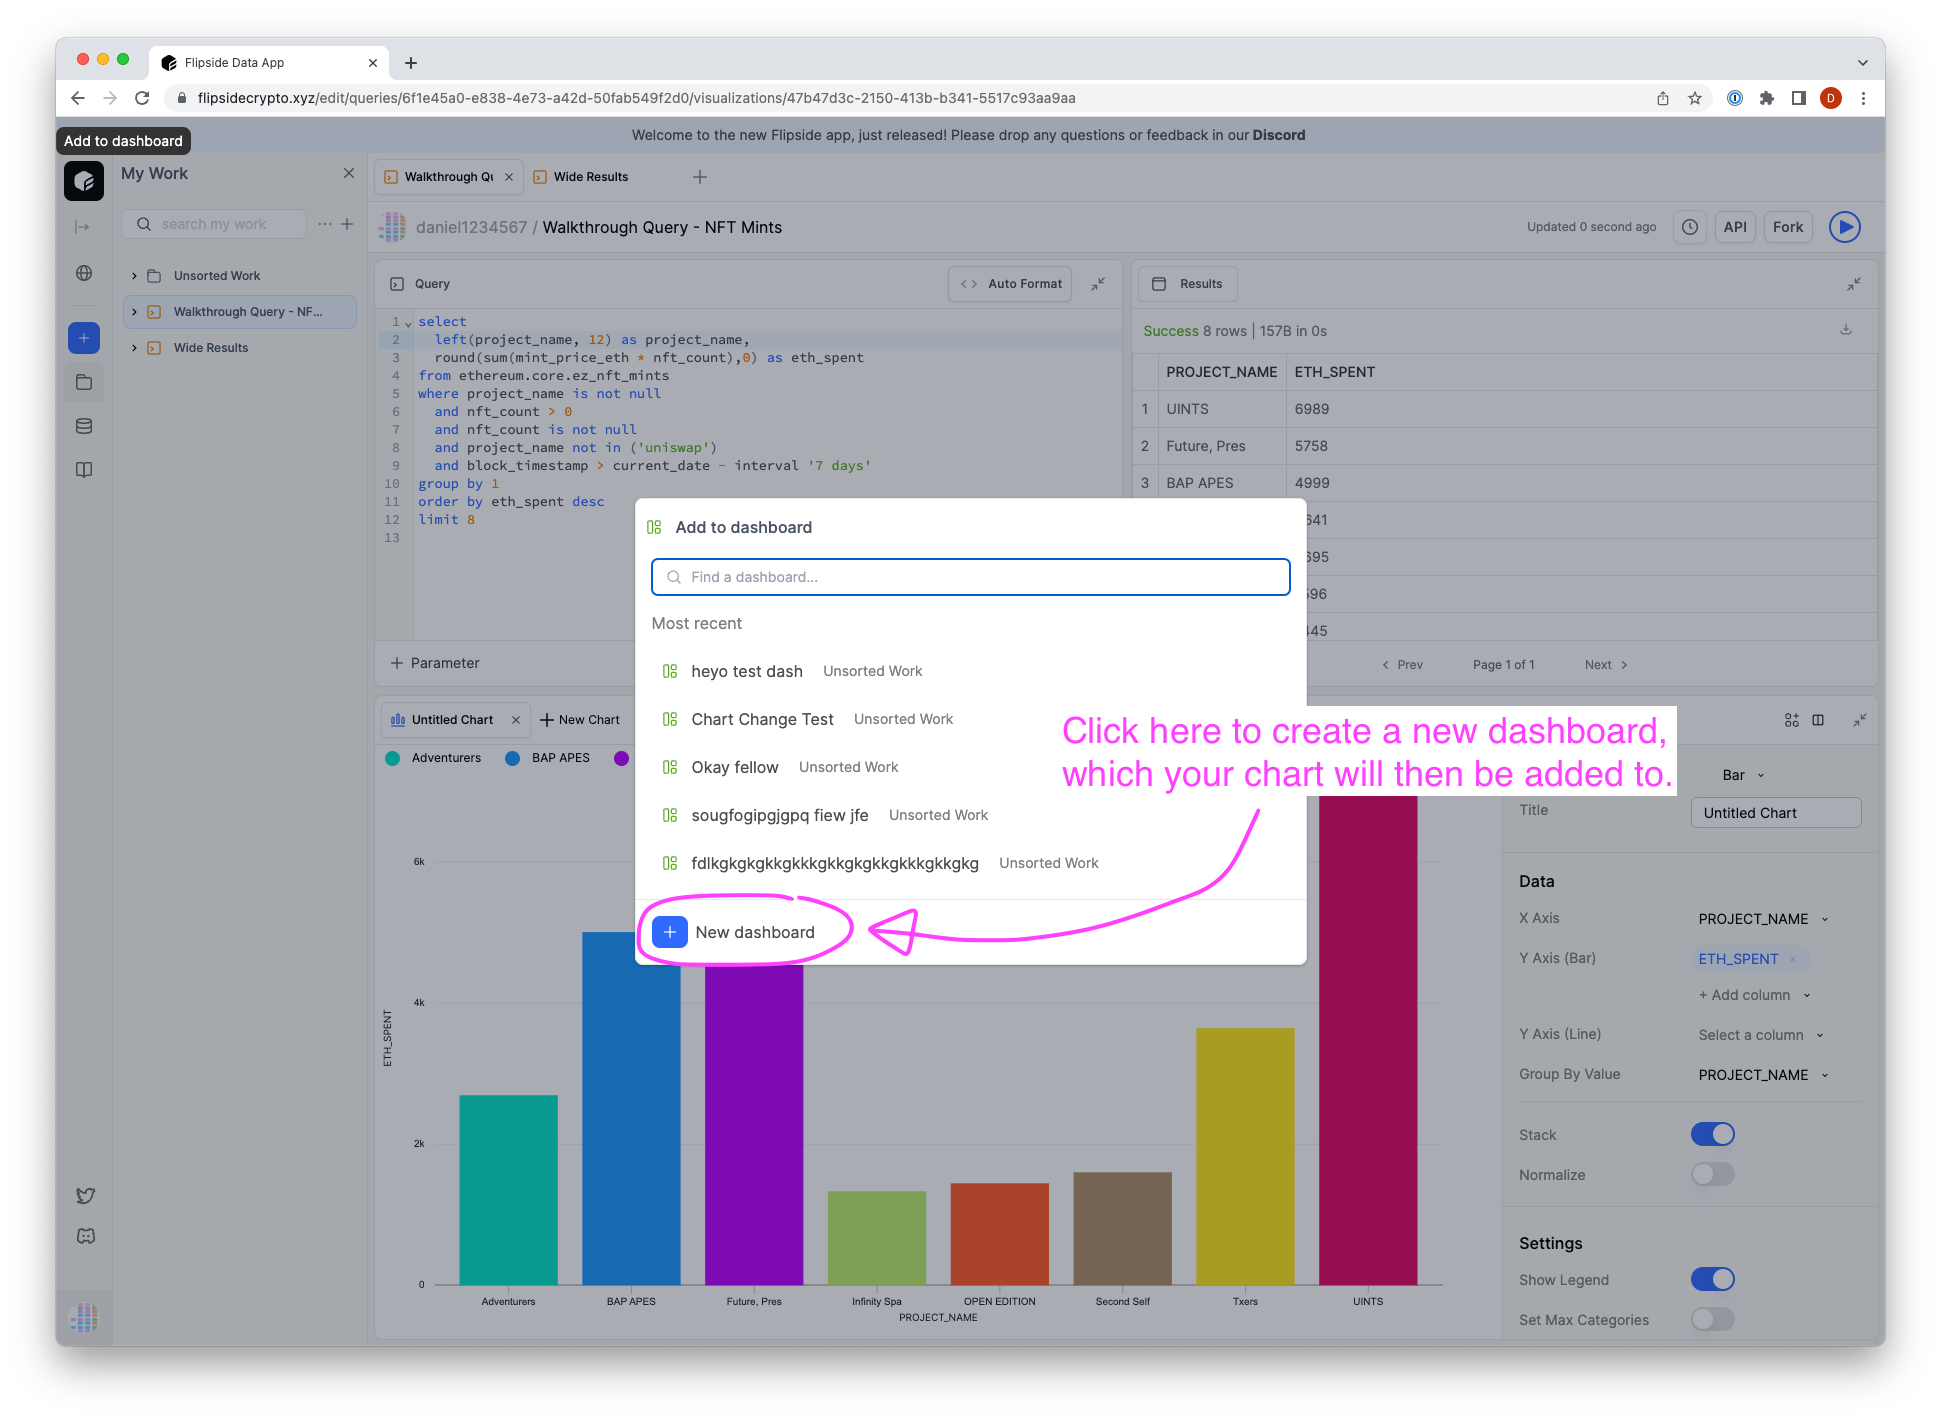 Flipside Data App
flipsidecrypto.xyz/edit/queries/6f1e45a0-e838-4e73-a42d-50fab549f2d0/visualizations/47b47d3c-2150-413b-b341-5517c93aa9aa
D
Add to dashboard
Welcome to the new Flipside app, just released! Please drop any questions or feedback in our Discord
My Work
search my work
Unsorted Work
Walkthrough Query - NF...
Wide Results
Walkthrough Qu
Wide Results
daniel1234567 / Walkthrough Query - NFT Mints
Updated 0 second ago
API
Fork
Query
Auto Format
1 select
2 left(project_name, 12) as project_name,
3 round(sum(mint_price_eth * nft_count),0) as eth_spent
4 from ethereum.core.ez_nft_mints
5 where project_name is not null
6 and nft_count > 0
7 and nft_count is not null
8 and project_name not in ('uniswap')
9 and block_timestamp > current_date - interval '7 days'
10 group by 1
11 order by eth_spent desc
12 limit 8
13
Parameter
Results
Success 8 rows | 157B in 0s
PROJECT_NAME ETH_SPENT
1 UINTS 6989
2 Future, Pres 5758
3 BAP APES 4999
641
695
596
445
Prev Page 1 of 1 Next
Add to dashboard
Find a dashboard...
Most recent
heyo test dash Unsorted Work
Chart Change Test Unsorted Work
Okay fellow Unsorted Work
sougfogipgjgpq fiew jfe Unsorted Work
fdlkgkgkgkkgkkkgkkgkgkkgkkkgkkgkg Unsorted Work
+ New dashboard
Click here to create a new dashboard,
which your chart will then be added to.
Untitled Chart
New Chart
Adventurers
BAP APES
6k
4k
2k
0
ETH_SPENT
Adventurers
BAP APES
Future, Pres
Infinity Spa
OPEN EDITION
Second Self
Txers
UINTS
PROJECT_NAME
Bar
Title
Untitled Chart
Data
X Axis PROJECT_NAME
Y Axis (Bar) ETH_SPENT
+ Add column
Y Axis (Line) Select a column
Group By Value PROJECT_NAME
Stack
Normalize
Settings
Show Legend
Set Max Categories